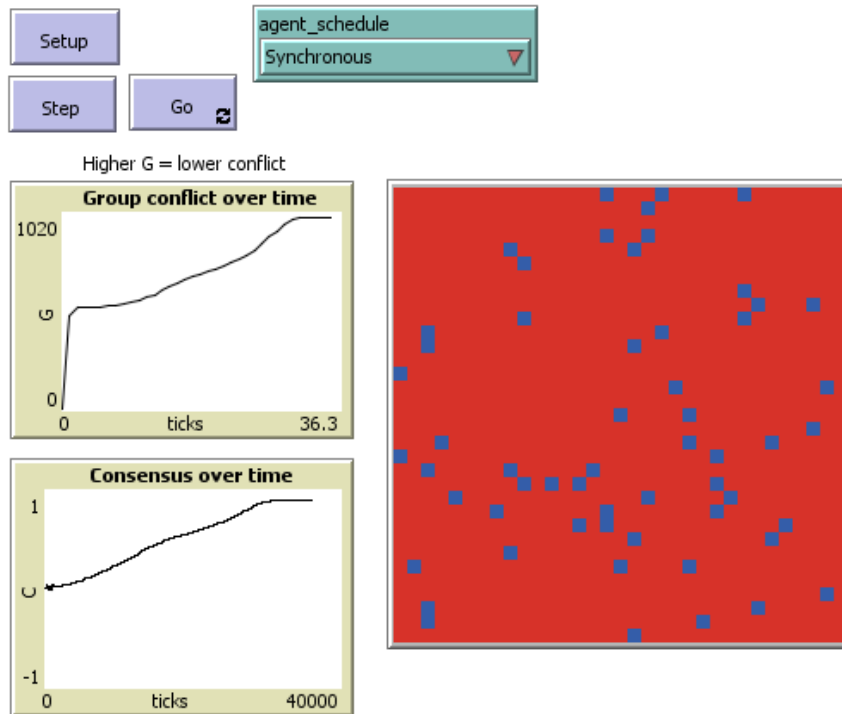 Setup
agent_schedule
Synchronous
Step
Go
Higher G = lower conflict
Group conflict over time
1020
G
0
0
ticks
36.3
Consensus over time
1
C
-1
0
ticks
40000